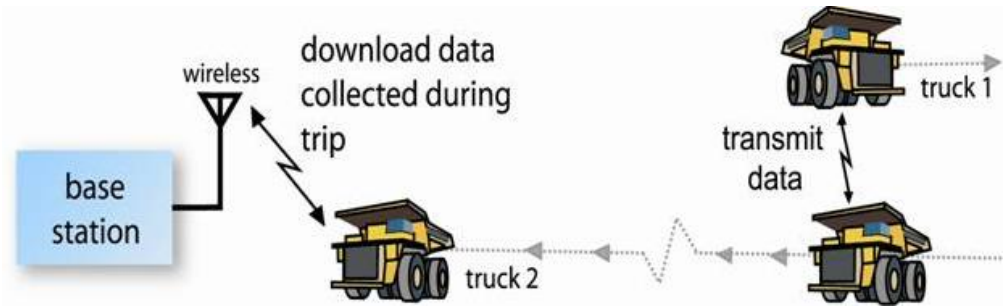 wireless
download data
collected during
trip
base
station
truck 2
truck 1
transmit
data